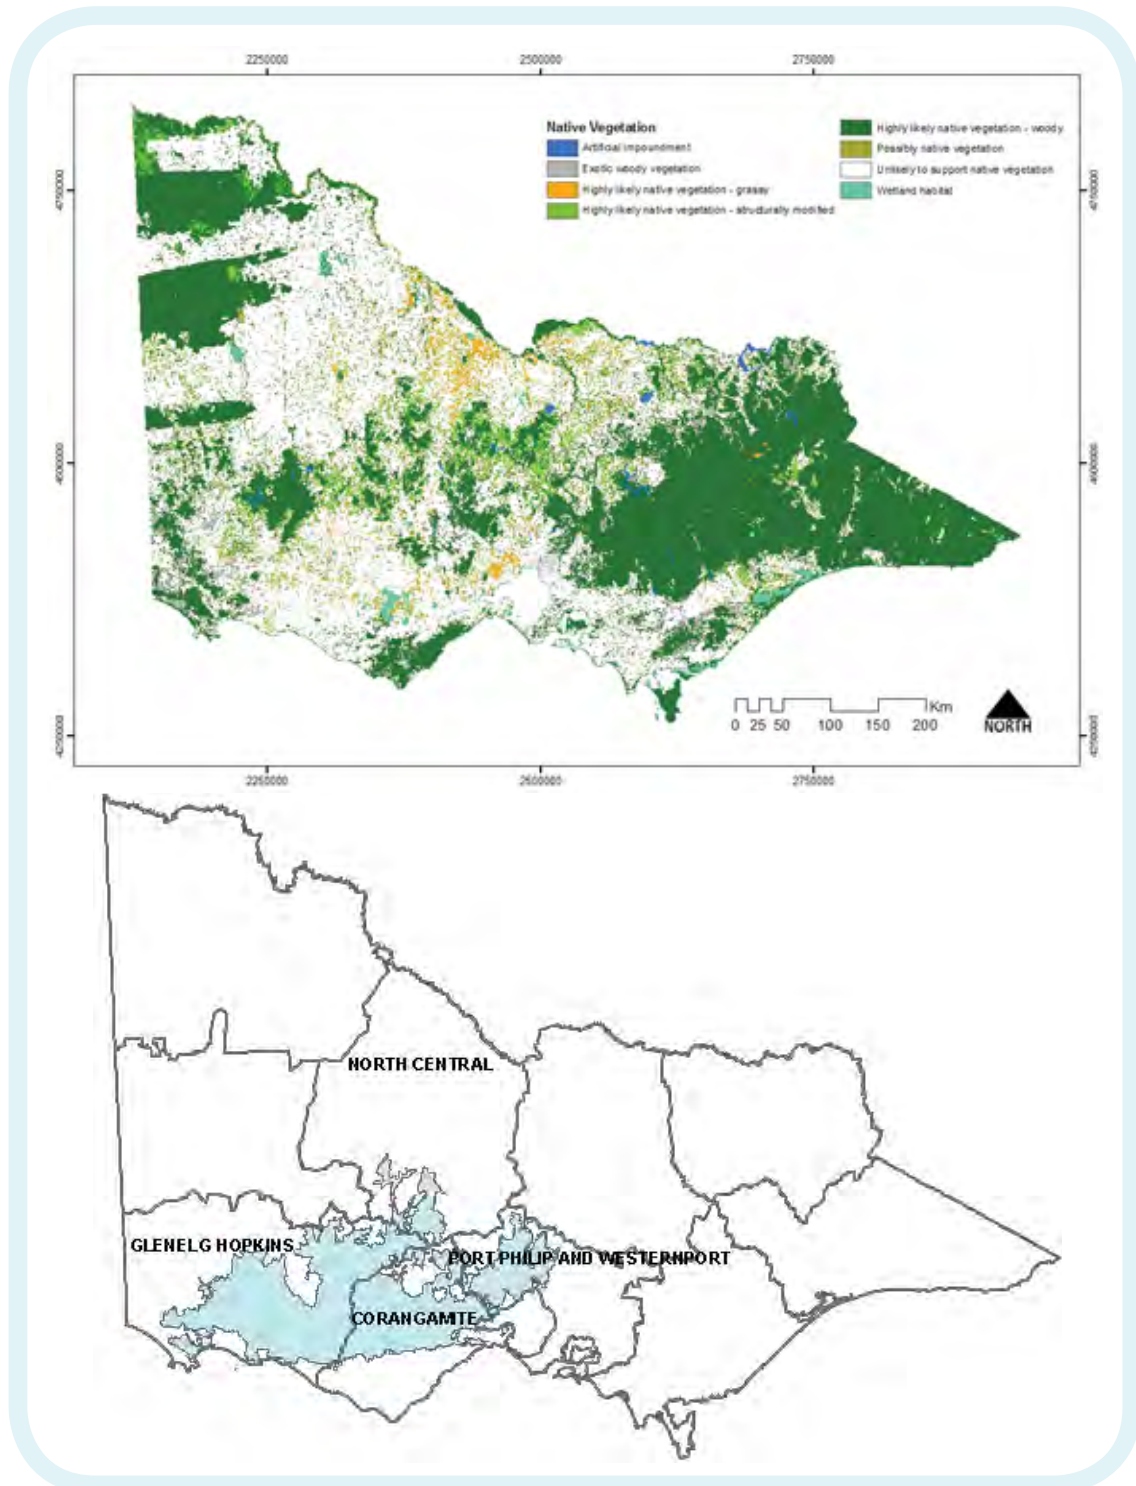 2250000 2500000 2750000
Native Vegetation
Artificial impoundment
Exotic woody vegetation
Highly likely native vegetation - grassy
Highly likely native vegetation - structurally modified
Highly likely native vegetation - woody
Possibly native vegetation
Unlikely to support native vegetation
Wetland habitat
Km
0 25 50 100 150 200
NORTH
2250000 2500000 2750000
NORTH CENTRAL
GLENELG HOPKINS
PORT PHILIP AND WESTERNPORT
CORANGAMITE